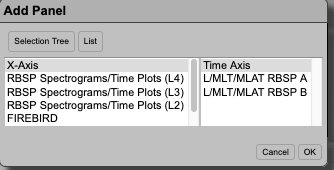 Add Panel
Selection Tree
List
X-Axis
RBSP Spectrograms/Time Plots (L4)
RBSP Spectrograms/Time Plots (L3)
RBSP Spectrograms/Time Plots (L2)
FIREBIRD
Time Axis
L/MLT/MLAT RBSP A
L/MLT/MLAT RBSP B
Cancel
OK